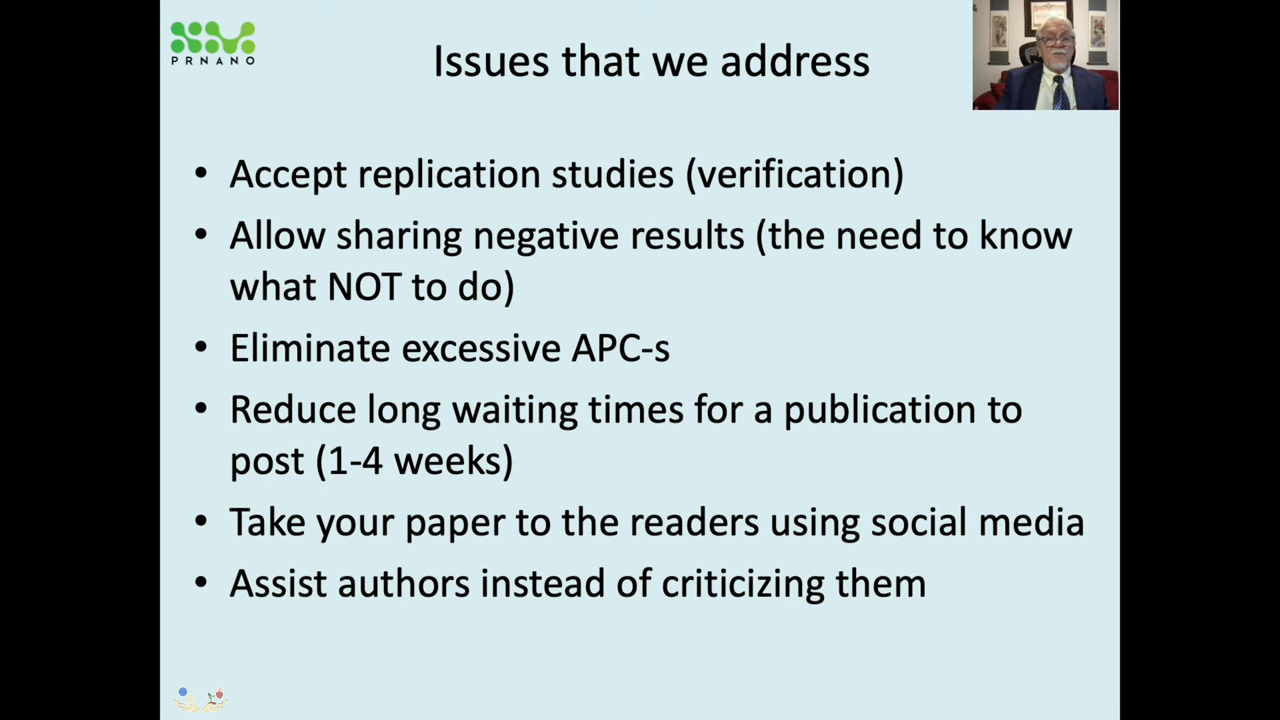 PRNANO
Issues that we address
• Accept replication studies (verification)
• Allow sharing negative results (the need to know
what NOT to do)
• Eliminate excessive APC-s
• Reduce long waiting times for a publication to
post (1-4 weeks)
• Take your paper to the readers using social media
• Assist authors instead of criticizing them